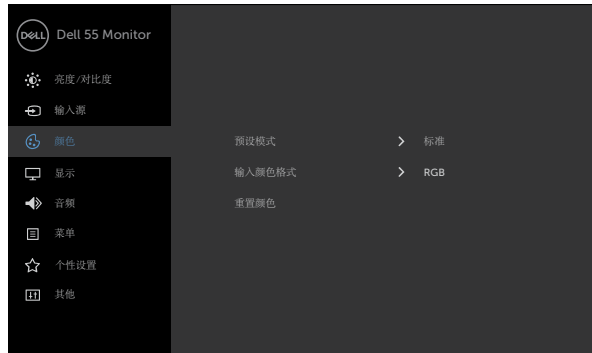 DELL Dell 55 Monitor
亮度/对比度
输入源
颜色
预设模式 标准
显示
输入颜色格式 RGB
音频
重置颜色
菜单
个性设置
其他